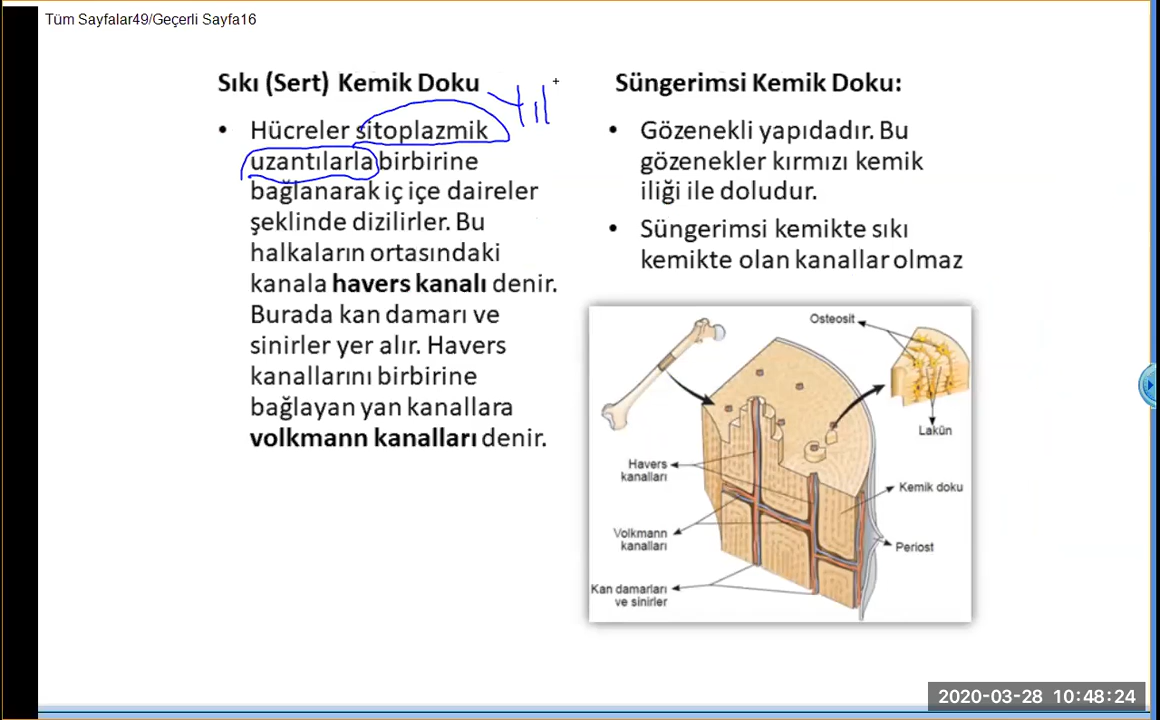 Tüm Sayfalar49/Geçerli Sayfa16
Sıkı (Sert) Kemik Doku
yıl
• Hücreler sitoplazmik
uzantılarla birbirine
bağlanarak iç içe daireler
şeklinde dizilirler. Bu
halkaların ortasındaki
kanala havers kanalı denir.
Burada kan damarı ve
sinirler yer alır. Havers
kanallarını birbirine
bağlayan yan kanallara
volkmann kanalları denir.
Süngerimsi Kemik Doku:
• Gözenekli yapıdadır. Bu
gözenekler kırmızı kemik
iliği ile doludur.
• Süngerimsi kemikte sıkı
kemikte olan kanallar olmaz
Osteosit
Lakün
Havers
kanalları
Kemik doku
Volkmann
kanalları
Periost
Kan damarları
ve sinirler
2020-03-28 10:48:24